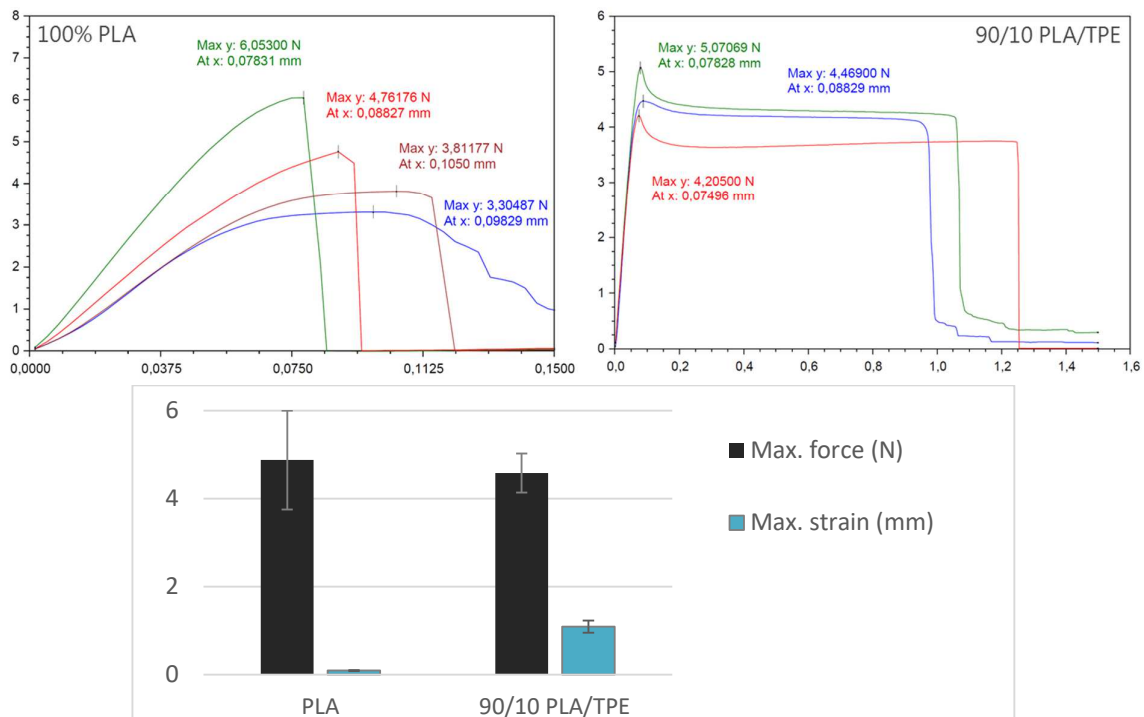 100% PLA
8
7
6
5
4
3
2
1
0
Max y: 6,05300 N
At x: 0,07831 mm
Max y: 4,76176 N
At x: 0,08827 mm
Max y: 3,81177 N
At x: 0,1050 mm
Max y: 3,30487 N
At x: 0,09829 mm
0,0000 0,0375 0,0750 0,1125 0,1500
90/10 PLA/TPE
6
5
4
3
2
1
0
Max y: 5,07069 N
At x: 0,07828 mm
Max y: 4,46900 N
At x: 0,08829 mm
Max y: 4,20500 N
At x: 0,07496 mm
0,0 0,2 0,4 0,6 0,8 1,0 1,2 1,4 1,6
6
4
2
0
PLA 90/10 PLA/TPE
Max. force (N)
Max. strain (mm)